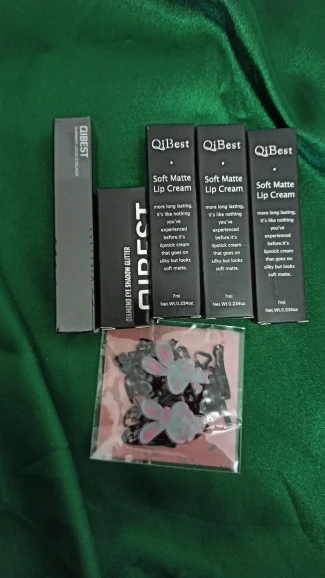 QIBEST
DIAMOND EYE SHADOW GLITTER
QIBEST
QiBest
Soft Matte
Lip Cream
more long lasting,
it's like nothing
you've
experienced
before.it's
lipstick cream
that goes on
silky but looks
soft matte.
7ml
Net.Wt.0.234oz
QiBest
Soft Matte
Lip Cream
more long lasting,
it's like nothing
you've
experienced
before.it's
lipstick cream
that goes on
silky but looks
soft matte.
7ml
Net.Wt.0.234oz
QiBest
Soft Matte
Lip Cream
more long lasting,
it's like nothing
you've
experienced
before.it's
lipstick cream
that goes on
silky but looks
soft matte.
7ml
Net.Wt.0.234oz